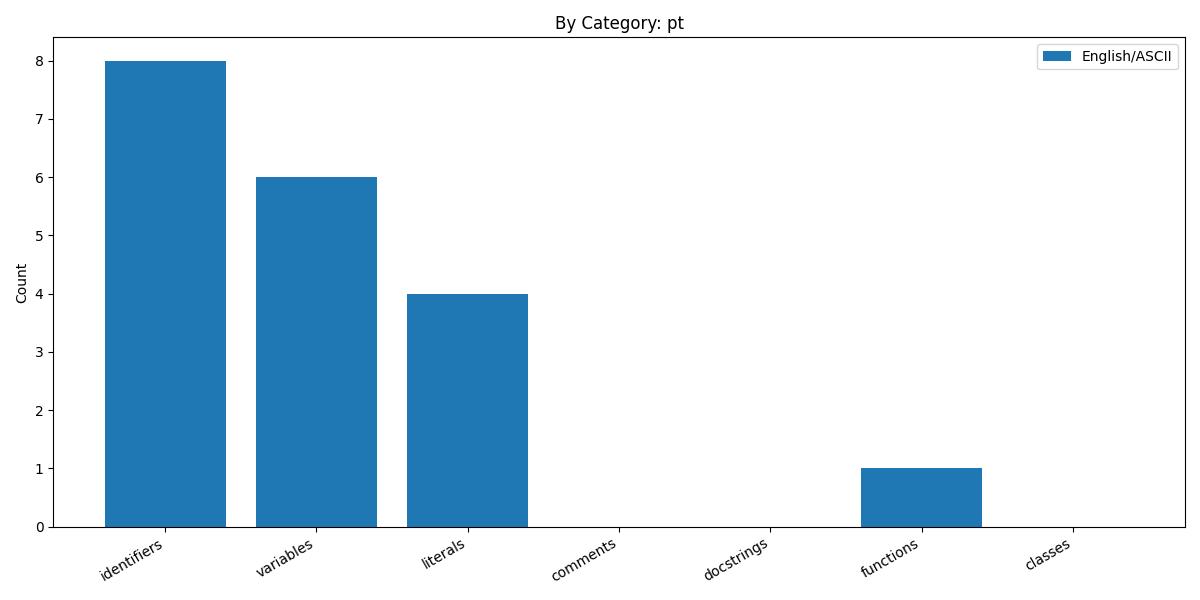 By Category: pt
English/ASCII
Count
8
7
6
5
4
3
2
1
0
identifiers
variables
literals
comments
docstrings
functions
classes